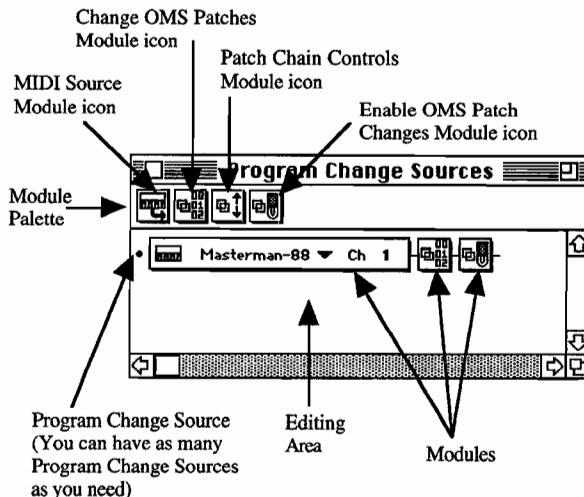 Change OMS Patches
Module icon
Patch Chain Controls
Module icon
MIDI Source
Module icon
Enable OMS Patch
Changes Module icon
Program Change Sources
Module
Palette
Masterman-88 Ch 1
Program Change Source
(You can have as many
Program Change Sources
as you need)
Editing
Area
Modules